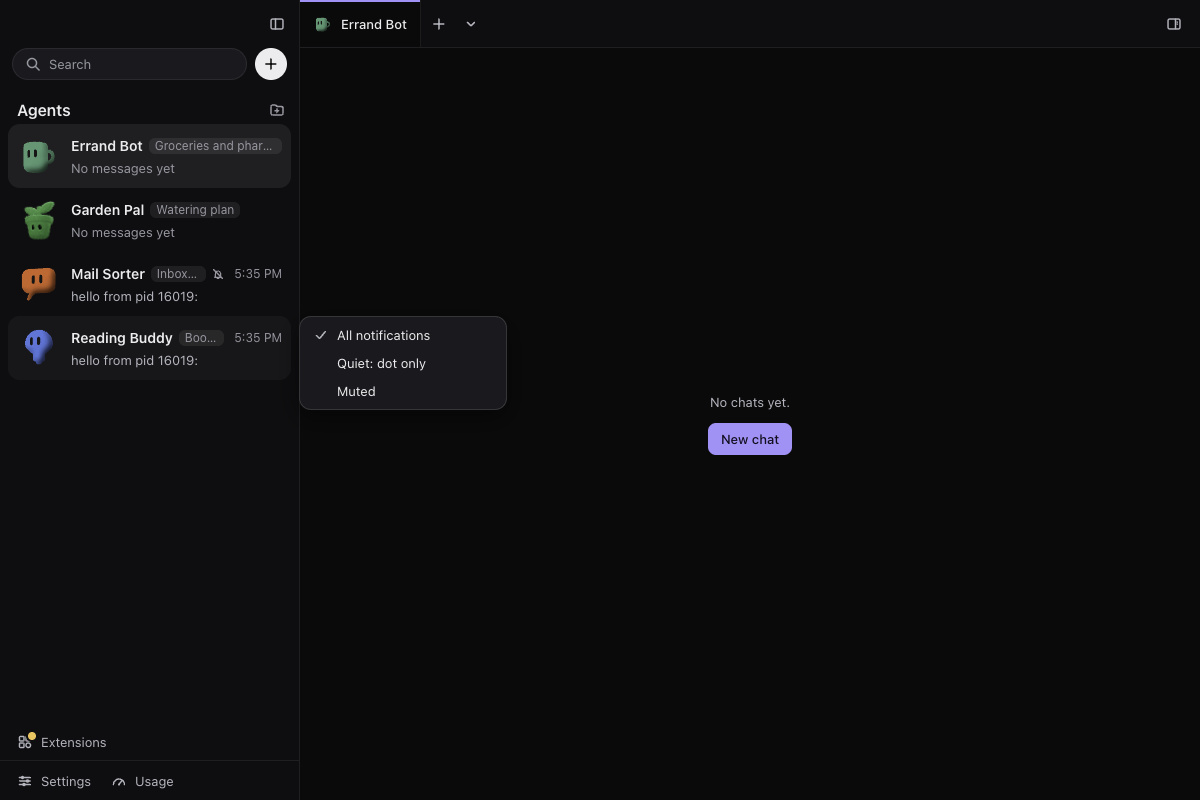 Errand Bot
Search
Agents
Errand Bot Groceries and phar...
No messages yet
Garden Pal Watering plan
No messages yet
Mail Sorter Inbox... 5:35 PM
hello from pid 16019:
Reading Buddy Boo... 5:35 PM
hello from pid 16019:
All notifications
Quiet: dot only
Muted
No chats yet.
New chat
Extensions
Settings Usage